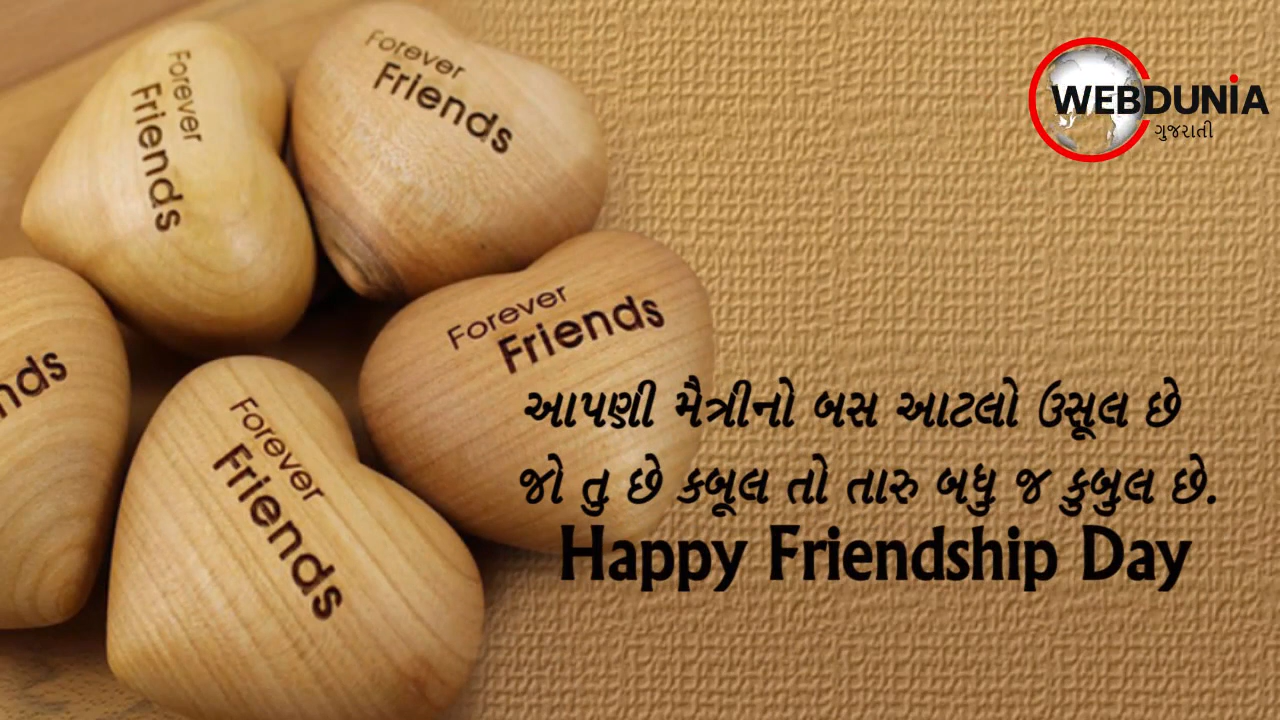 Forever
Friends
Forever
Friends
WEBDUNIA
ગુજરાતી
Forever
Friends
nds
Forever
Friends
આપણી મૈત્રીનો બસ આટલો ઉસૂલ છે
જો તુ છે કબૂલ તો તારુ બધુ જ કુબુલ છે.
Happy Friendship Day